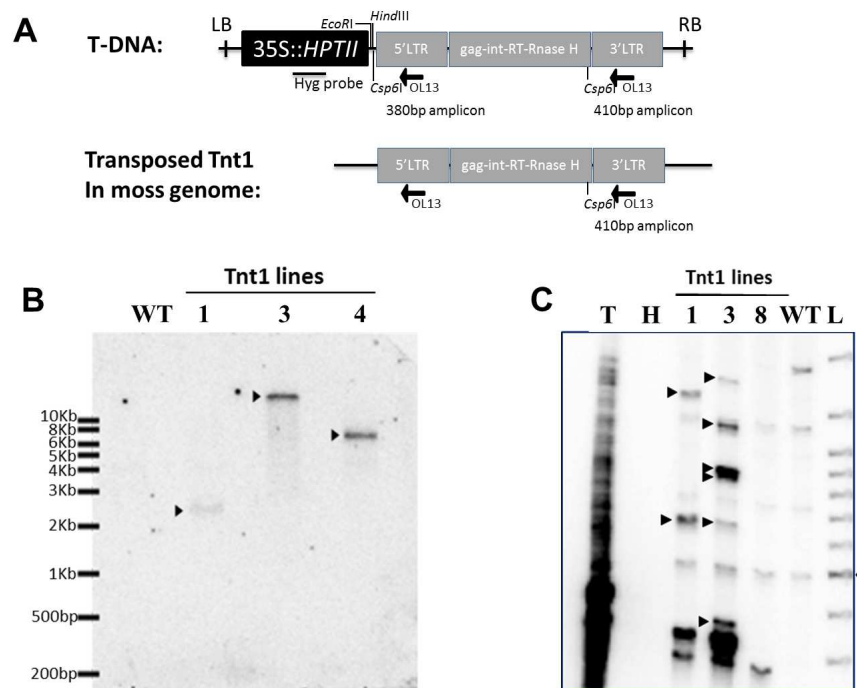 A
LB
EcoRI
HindIII
RB
T-DNA:
35S::HPTII
5'LTR
gag-int-RT-Rnase H
3'LTR
Hyg probe
Csp6I
OL13
Csp6I
OL13
380bp amplicon
410bp amplicon
Transposed Tnt1
In moss genome:
5'LTR
gag-int-RT-Rnase H
3'LTR
OL13
Csp6I
OL13
410bp amplicon
B
Tnt1 lines
WT 1 3 4
10Kb
8Kb
6Kb
5Kb
4Kb
3Kb
2Kb
1Kb
500bp
200bp
C
Tnt1 lines
T H 1 3 8 WT L